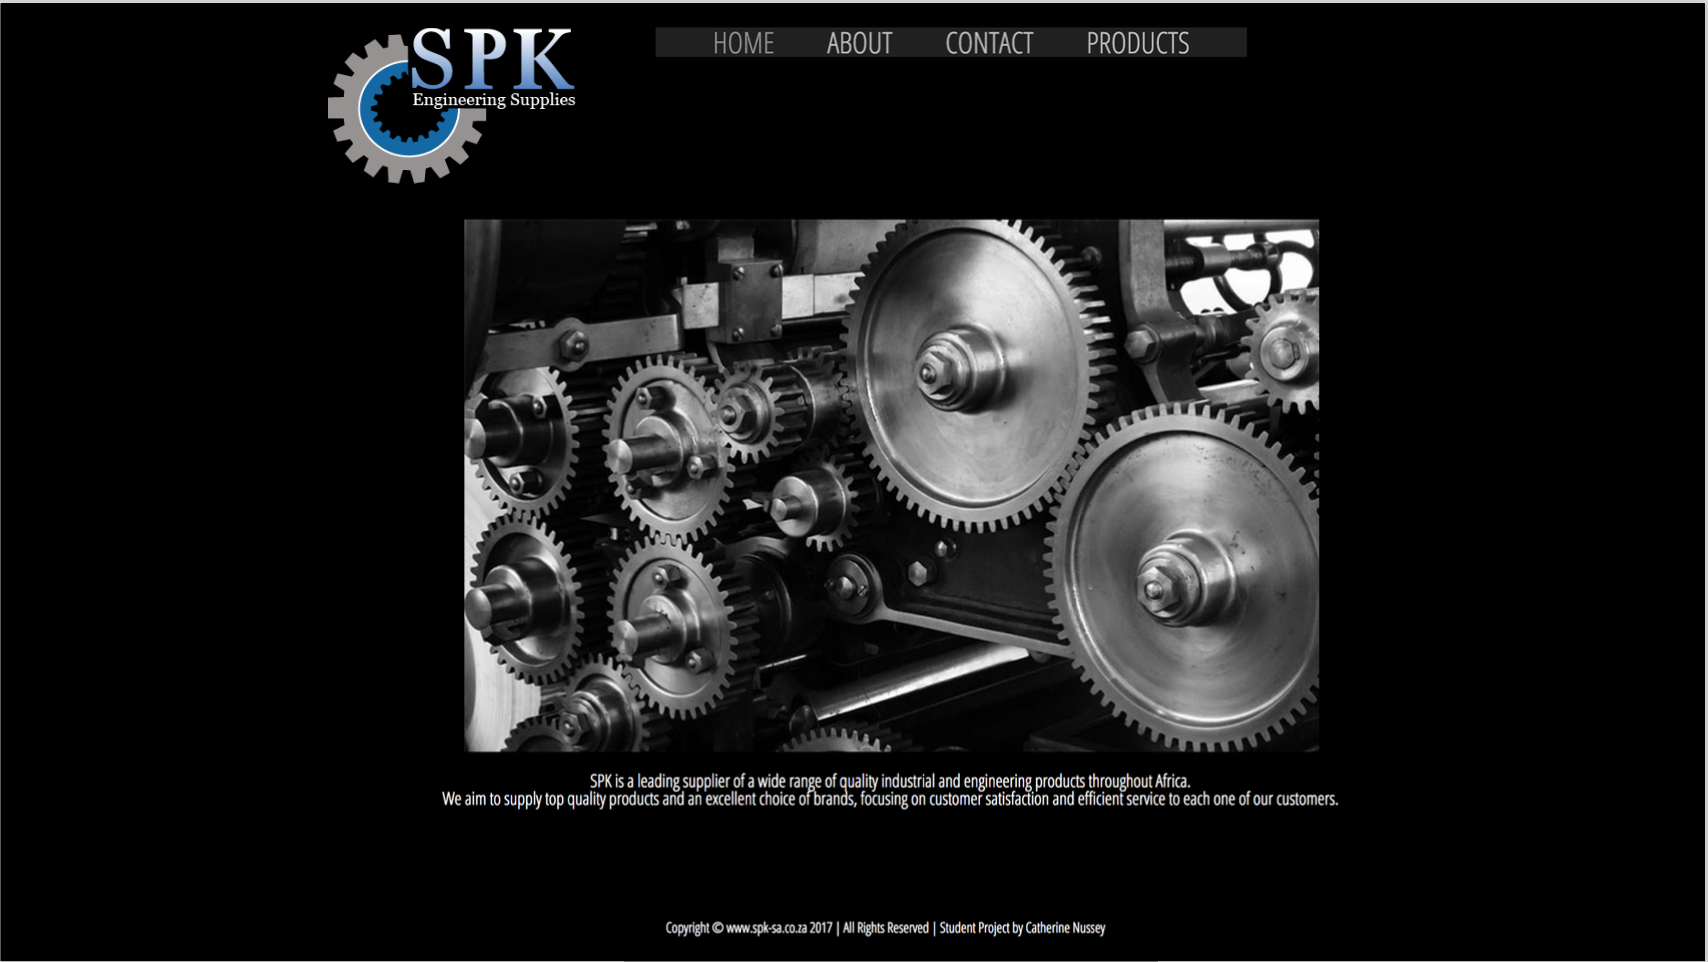 SPK
Engineering Supplies
HOME ABOUT CONTACT PRODUCTS
SPK is a leading supplier of a wide range of quality industrial and engineering products throughout Africa.
We aim to supply top quality products and an excellent choice of brands, focusing on customer satisfaction and efficient service to each one of our customers.
Copyright © www.spk-sa.co.za 2017 | All Rights Reserved | Student Project by Catherine Nussey